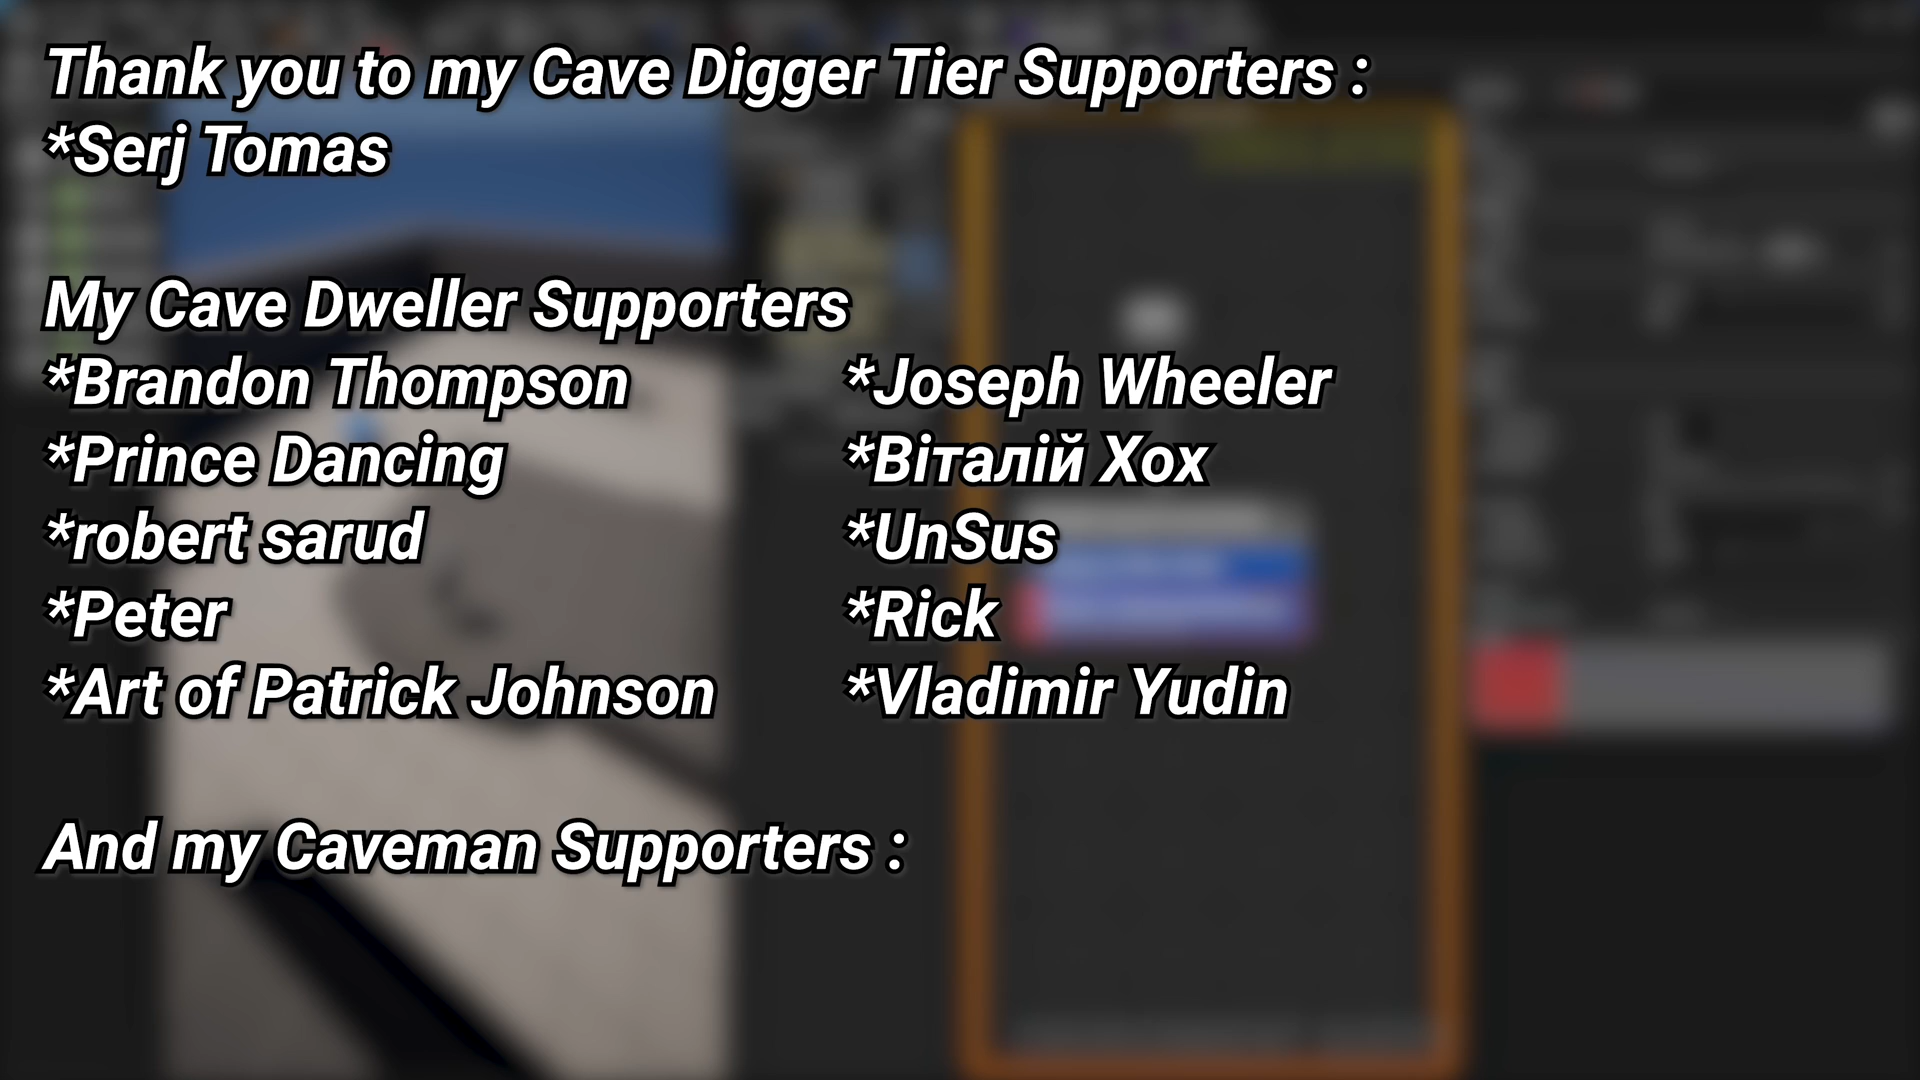 Thank you to my Cave Digger Tier Supporters :
*Serj Tomas
My Cave Dweller Supporters
*Brandon Thompson
*Prince Dancing
*robert sarud
*Peter
*Art of Patrick Johnson
*Joseph Wheeler
*Віталій Хох
*UnSus
*Rick
*Vladimir Yudin
And my Caveman Supporters :